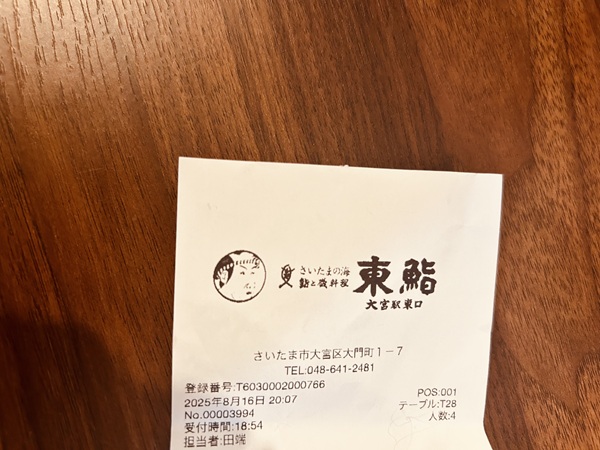 さいたまの海
鮨と磯料理
東鮨
大宮駅東口
さいたま市大宮区大門町1-7
TEL:048-641-2481
登録番号:T6030002000766
POS:001
2025年8月16日 20:07
テーブル:T28
No.00003994
人数:4
受付時間:18:54
担当者:田端